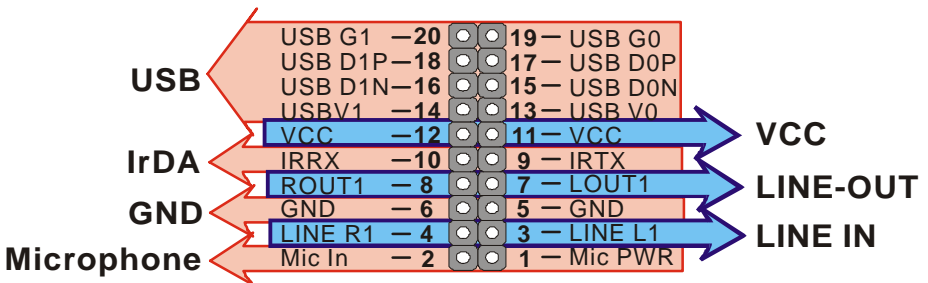 USB G1 –20 19– USB G0
USB D1P–18 17– USB D0P
USB
USB D1N–16 15– USB D0N
USBV1 –14 13– USB V0
VCC –12 11– VCC
VCC
IrDA
IRRX –10 9– IRTX
ROUT1 – 8 7– LOUT1
LINE-OUT
GND
GND – 6 5– GND
LINE R1 – 4 3– LINE L1
LINE IN
Microphone
Mic In – 2 1– Mic PWR